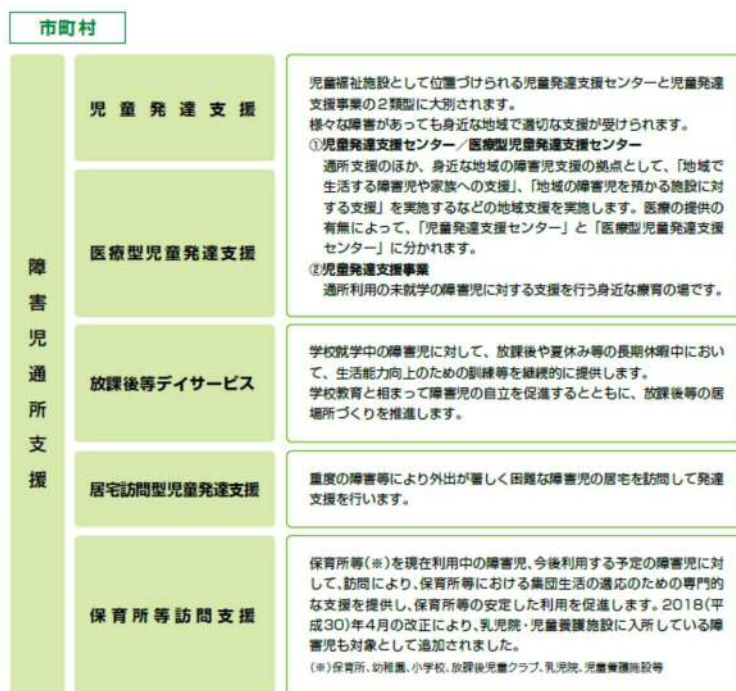 市町村
障害児通所支援
児童発達支援
児童福祉施設として位置づけられる児童発達支援センターと児童発達
支援事業の2類型に大別されます。
様々な障害があっても身近な地域で適切な支援が受けられます。
①児童発達支援センター／医療型児童発達支援センター
通所支援のほか、身近な地域の障害児支援の拠点として、「地域で
生活する障害児や家族への支援」、「地域の障害児を預かる施設に対
する支援」を実施するなどの地域支援を実施します。医療の提供の
有無によって、「児童発達支援センター」と「医療型児童発達支援
センター」に分かれます。
②児童発達支援事業
通所利用の未就学の障害児に対する支援を行う身近な療育の場です。
医療型児童発達支援
放課後等デイサービス
学校就学中の障害児に対して、放課後や夏休み等の長期休暇中におい
て、生活能力向上のための訓練等を継続的に提供します。
学校教育と相まって障害児の自立を促進するとともに、放課後等の居
場所づくりを推進します。
居宅訪問型児童発達支援
重度の障害等により外出が著しく困難な障害児の居宅を訪問して発達
支援を行います。
保育所等訪問支援
保育所等(※)を現在利用中の障害児、今後利用する予定の障害児に対
して、訪問により、保育所等における集団生活の適応のための専門的
な支援を提供し、保育所等の安定した利用を促進します。2018(平
成30)年4月の改正により、乳児院・児童養護施設に入所している障
害児も対象として追加されました。
(※)保育所、幼稚園、小学校、放課後児童クラブ、乳児院、児童養護施設等